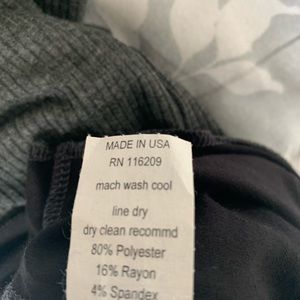 MADE IN USA
RN 116209
mach wash cool
line dry
dry clean recommd
80% Polyester
16% Rayon
4% Spandex